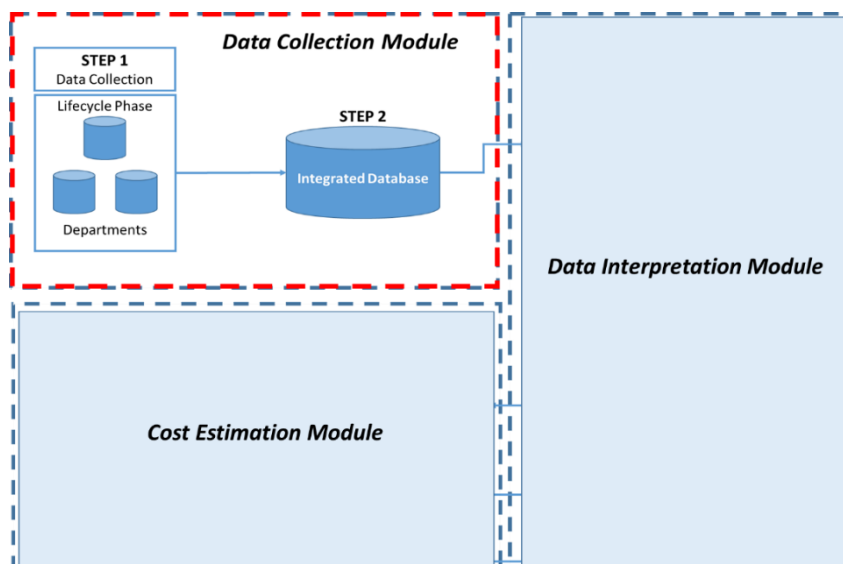 Data Collection Module
STEP 1
Data Collection
Lifecycle Phase
Departments
STEP 2
Integrated Database
Data Interpretation Module
Cost Estimation Module